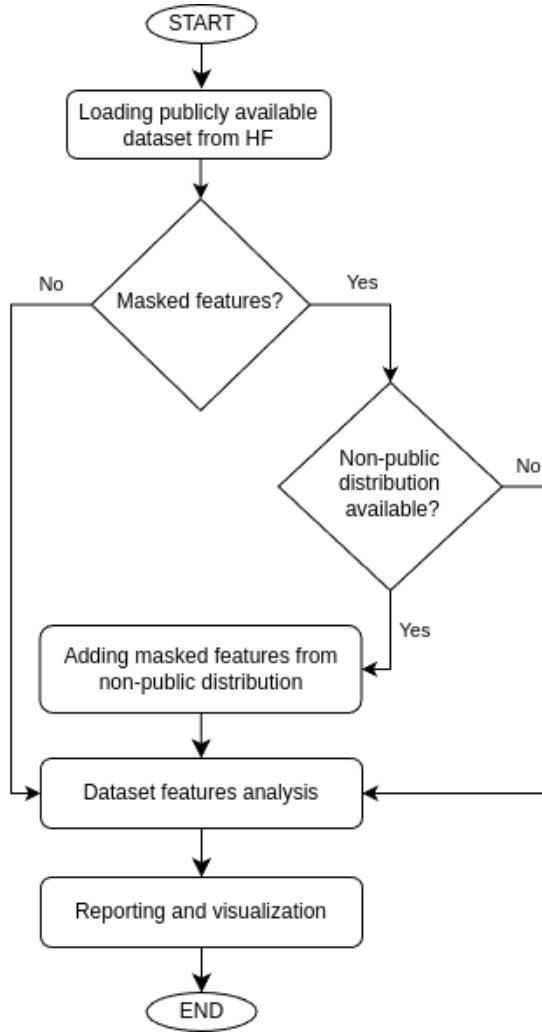 START
Loading publicly available
dataset from HF
No
Yes
Masked features?
Non-public
distribution
available?
No
Yes
Adding masked features from
non-public distribution
Dataset features analysis
Reporting and visualization
END